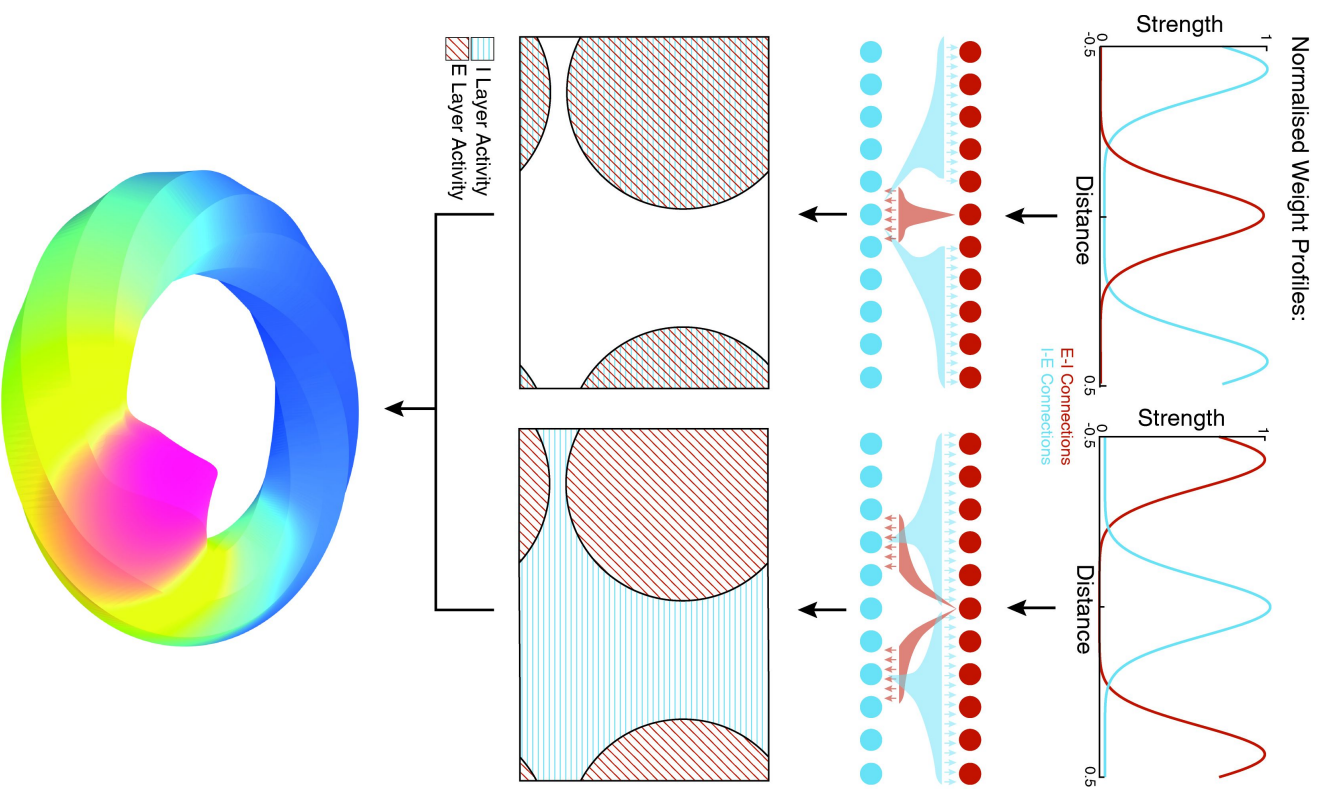 Normalised Weight Profiles:
Strength
1
0
-0.5
Distance
0.5
E-I Connections
I-E Connections
Strength
1
0
-.5
Distance
0.5
I Layer Activity
E Layer Activity